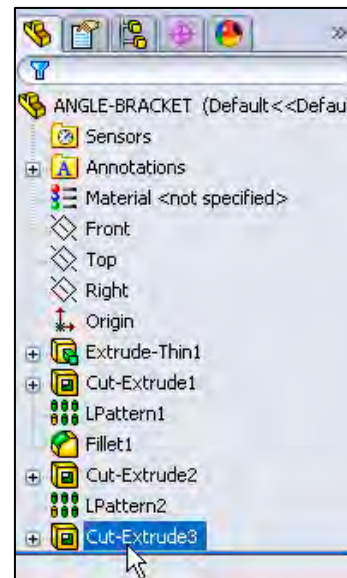 »
ANGLE-BRACKET (Default<<Defau
Sensors
A Annotations
Material <not specified>
Front
Top
Right
Origin
Extrude-Thin1
Cut-Extrude1
LPattern1
Fillet1
Cut-Extrude2
LPattern2
Cut-Extrude3